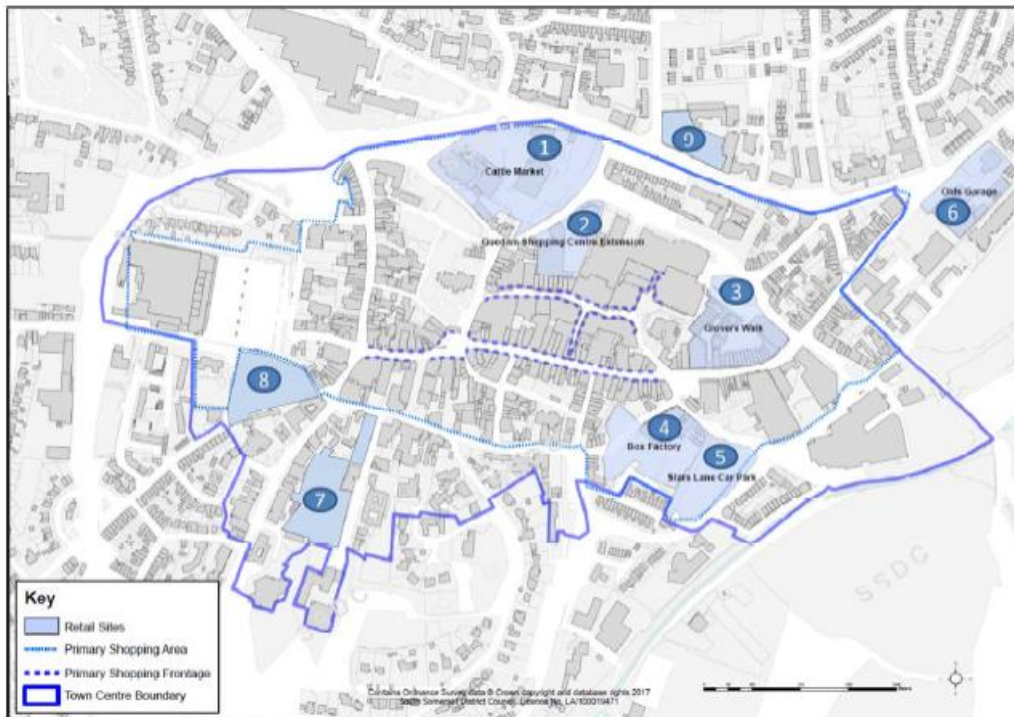 1
Cattle Market
9
Olds Garage
6
2
Quedam Shopping Centre Extension
3
Glovers Walk
8
4
Box Factory
5
Stars Lane Car Park
7
SSDC
SSDC
Key
Retail Sites
Primary Shopping Area
Primary Shopping Frontage
Town Centre Boundary
Contains Ordnance Survey data © Crown copyright and database rights 2017
South Somerset District Council, Licence No. LA100019471